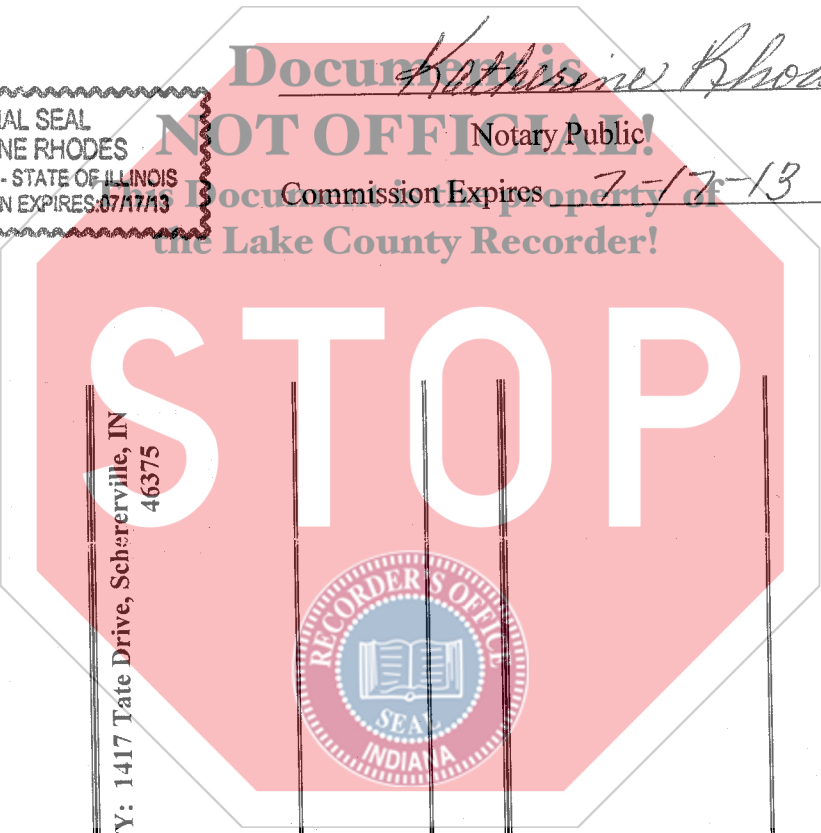 Document is
Katherine Rhod
IAL SEAL
NE RHODES
- STATE OF ILLINOIS
N EXPIRES:07/17/13
NOT OFFICIAL!
Notary Public
This Document is the property of
Commission Expires 7-17-13
the Lake County Recorder!
STOP
Y: 1417 Tate Drive, Schererville, IN
46375
RECORDER'S OFFICE
SEAL
INDIANA